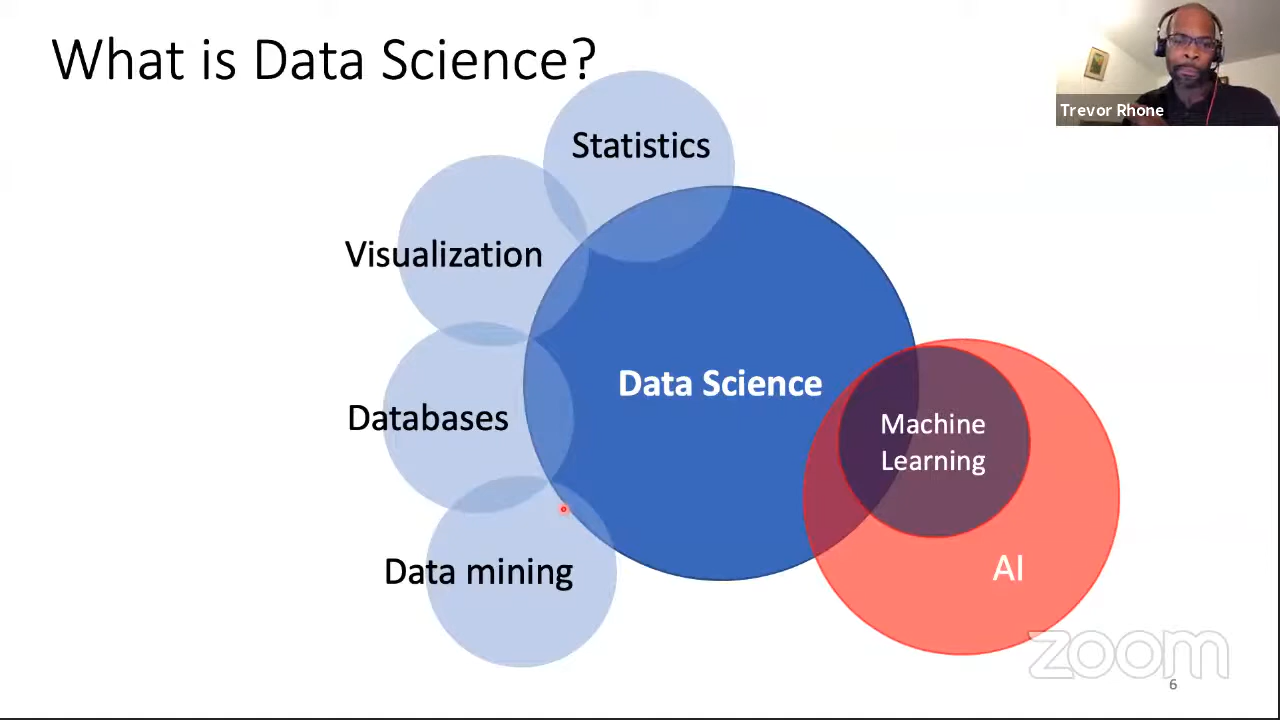 What is Data Science?
Trevor Rhone
Statistics
Visualization
Databases
Data mining
Data Science
Machine
Learning
AI
zoom
6